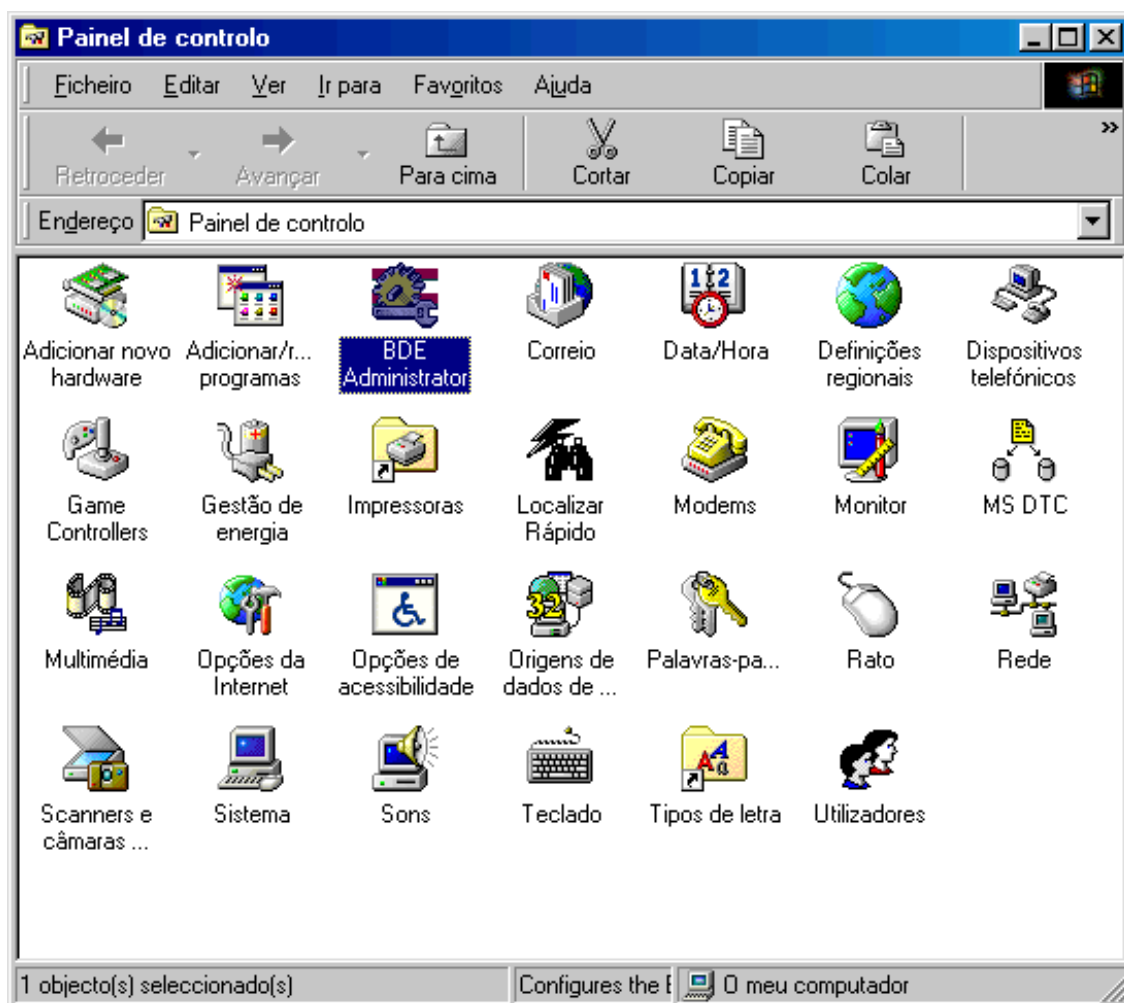 Painel de controlo
Ficheiro Editar Ver Ir para Favoritos Ajuda
Retroceder Avançar Para cima Cortar Copiar Colar »
Endereço Painel de controlo
Adicionar novo hardware
Adicionar/r... programas
BDE Administrator
Correio
Data/Hora
Definições regionais
Dispositivos telefónicos
Game Controllers
Gestão de energia
Impressoras
Localizar Rápido
Modems
Monitor
MS DTC
Multimédia
Opções da Internet
Opções de acessibilidade
Origens de dados de ...
Palavras-pa...
Rato
Rede
Scanners e câmaras ...
Sistema
Sons
Teclado
Tipos de letra
Utilizadores
1 objecto(s) seleccionado(s) Configures the O meu computador